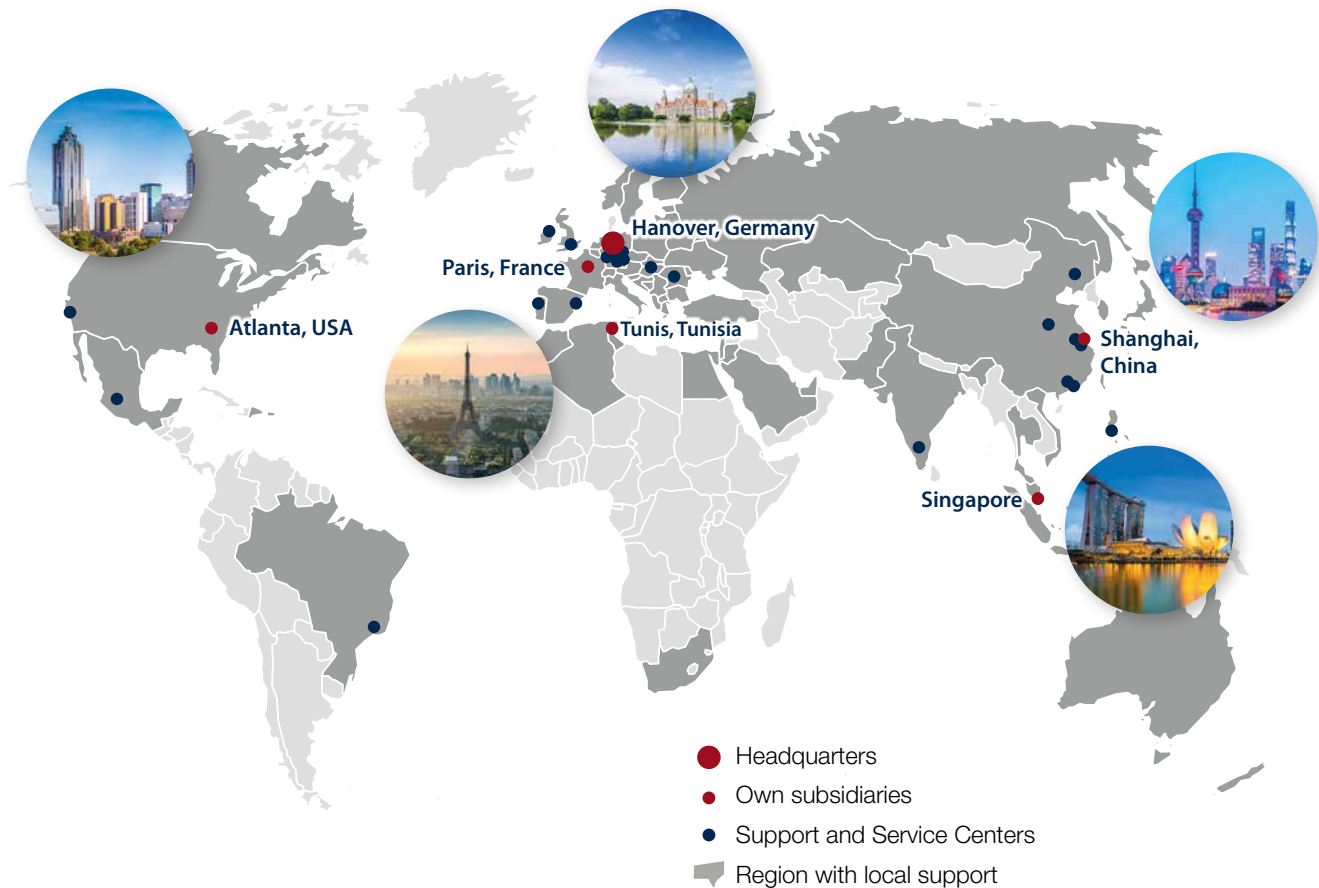 Hanover, Germany
Paris, France
Atlanta, USA
Tunis, Tunisia
Shanghai,
China
Singapore
Headquarters
Own subsidiaries
Support and Service Centers
Region with local support